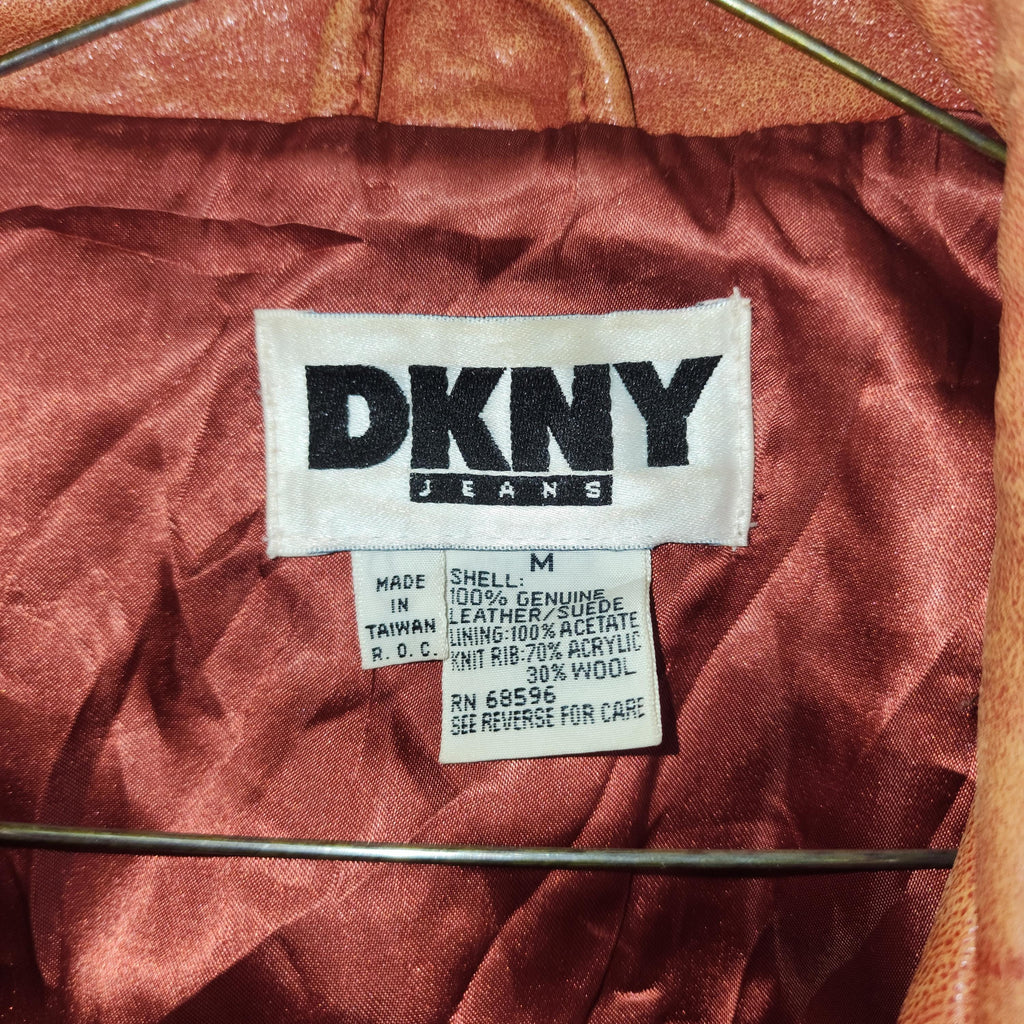 DKNY
JEANS
MADE
IN
TAIWAN
R.O.C.
M
SHELL:
100% GENUINE
LEATHER/SUEDE
LINING:100% ACETATE
KNIT RIB:70% ACRYLIC
30% WOOL
RN 68596
SEE REVERSE FOR CARE